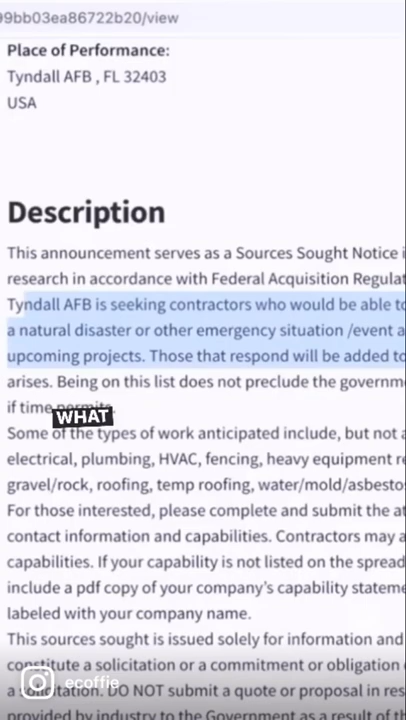 99bb03ea86722b20/view
Place of Performance:
Tyndall AFB , FL 32403
USA
Description
This announcement serves as a Sources Sought Notice
research in accordance with Federal Acquisition Regulat
Tyndall AFB is seeking contractors who would be able to
a natural disaster or other emergency situation /event a
upcoming projects. Those that respond will be added to
arises. Being on this list does not preclude the governm
if time permits.
WHAT
Some of the types of work anticipated include, but not a
electrical, plumbing, HVAC, fencing, heavy equipment re
gravel/rock, roofing, temp roofing, water/mold/asbesto
For those interested, please complete and submit the at
contact information and capabilities. Contractors may a
capabilities. If your capability is not listed on the spread
include a pdf copy of your company's capability stateme
labeled with your company name.
This sources sought is issued solely for information and
constitute a solicitation or a commitment or obligation
ecoffie
a solicitation. DO NOT submit a quote or proposal in res
provided by industry to the Government as a result of th